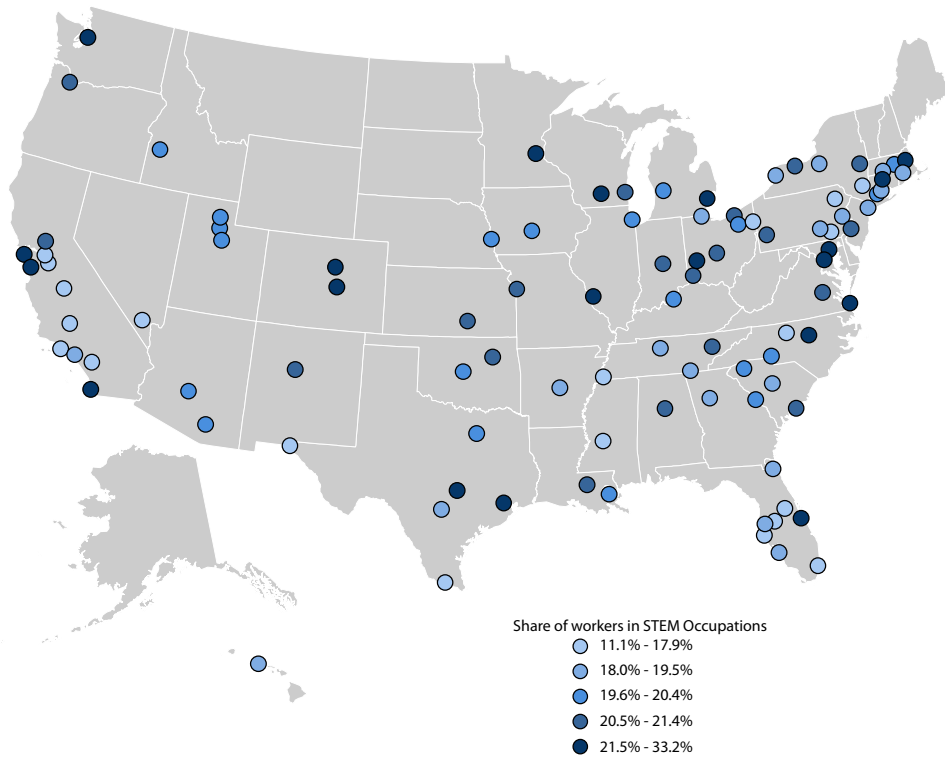 Share of workers in STEM Occupations
11.1% - 17.9%
18.0% - 19.5%
19.6% - 20.4%
20.5% - 21.4%
21.5% - 33.2%